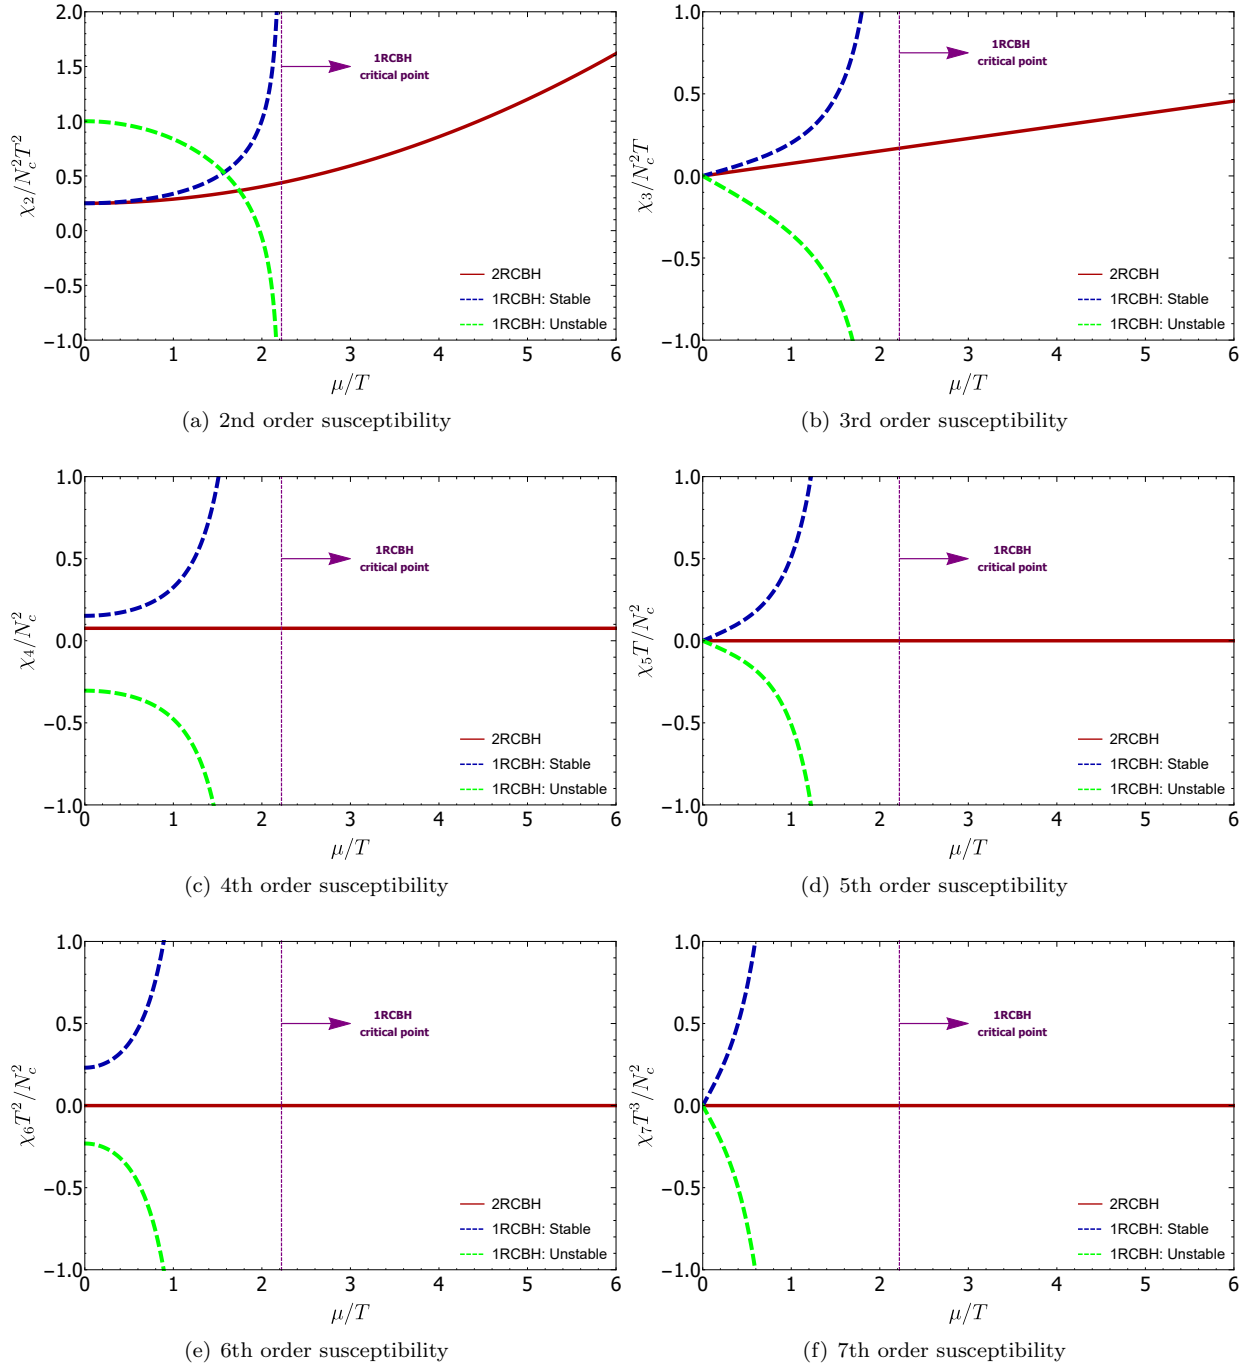 2.0
1.5
1.0
0.5
0.0
−0.5
−1.0
χ₂/N_c²T²
1RCBH
critical point
2RCBH
1RCBH: Stable
1RCBH: Unstable
0 1 2 3 4 5 6
μ/T
(a) 2nd order susceptibility
1.0
0.5
0.0
−0.5
−1.0
χ₃/N_c²T
1RCBH
critical point
2RCBH
1RCBH: Stable
1RCBH: Unstable
0 1 2 3 4 5 6
μ/T
(b) 3rd order susceptibility
1.0
0.5
0.0
−0.5
−1.0
χ₄/N_c²
1RCBH
critical point
2RCBH
1RCBH: Stable
1RCBH: Unstable
0 1 2 3 4 5 6
μ/T
(c) 4th order susceptibility
1.0
0.5
0.0
−0.5
−1.0
χ₅T/N_c²
1RCBH
critical point
2RCBH
1RCBH: Stable
1RCBH: Unstable
0 1 2 3 4 5 6
μ/T
(d) 5th order susceptibility
1.0
0.5
0.0
−0.5
−1.0
χ₆T²/N_c²
1RCBH
critical point
2RCBH
1RCBH: Stable
1RCBH: Unstable
0 1 2 3 4 5 6
μ/T
(e) 6th order susceptibility
1.0
0.5
0.0
−0.5
−1.0
χ₇T³/N_c²
1RCBH
critical point
2RCBH
1RCBH: Stable
1RCBH: Unstable
0 1 2 3 4 5 6
μ/T
(f) 7th order susceptibility